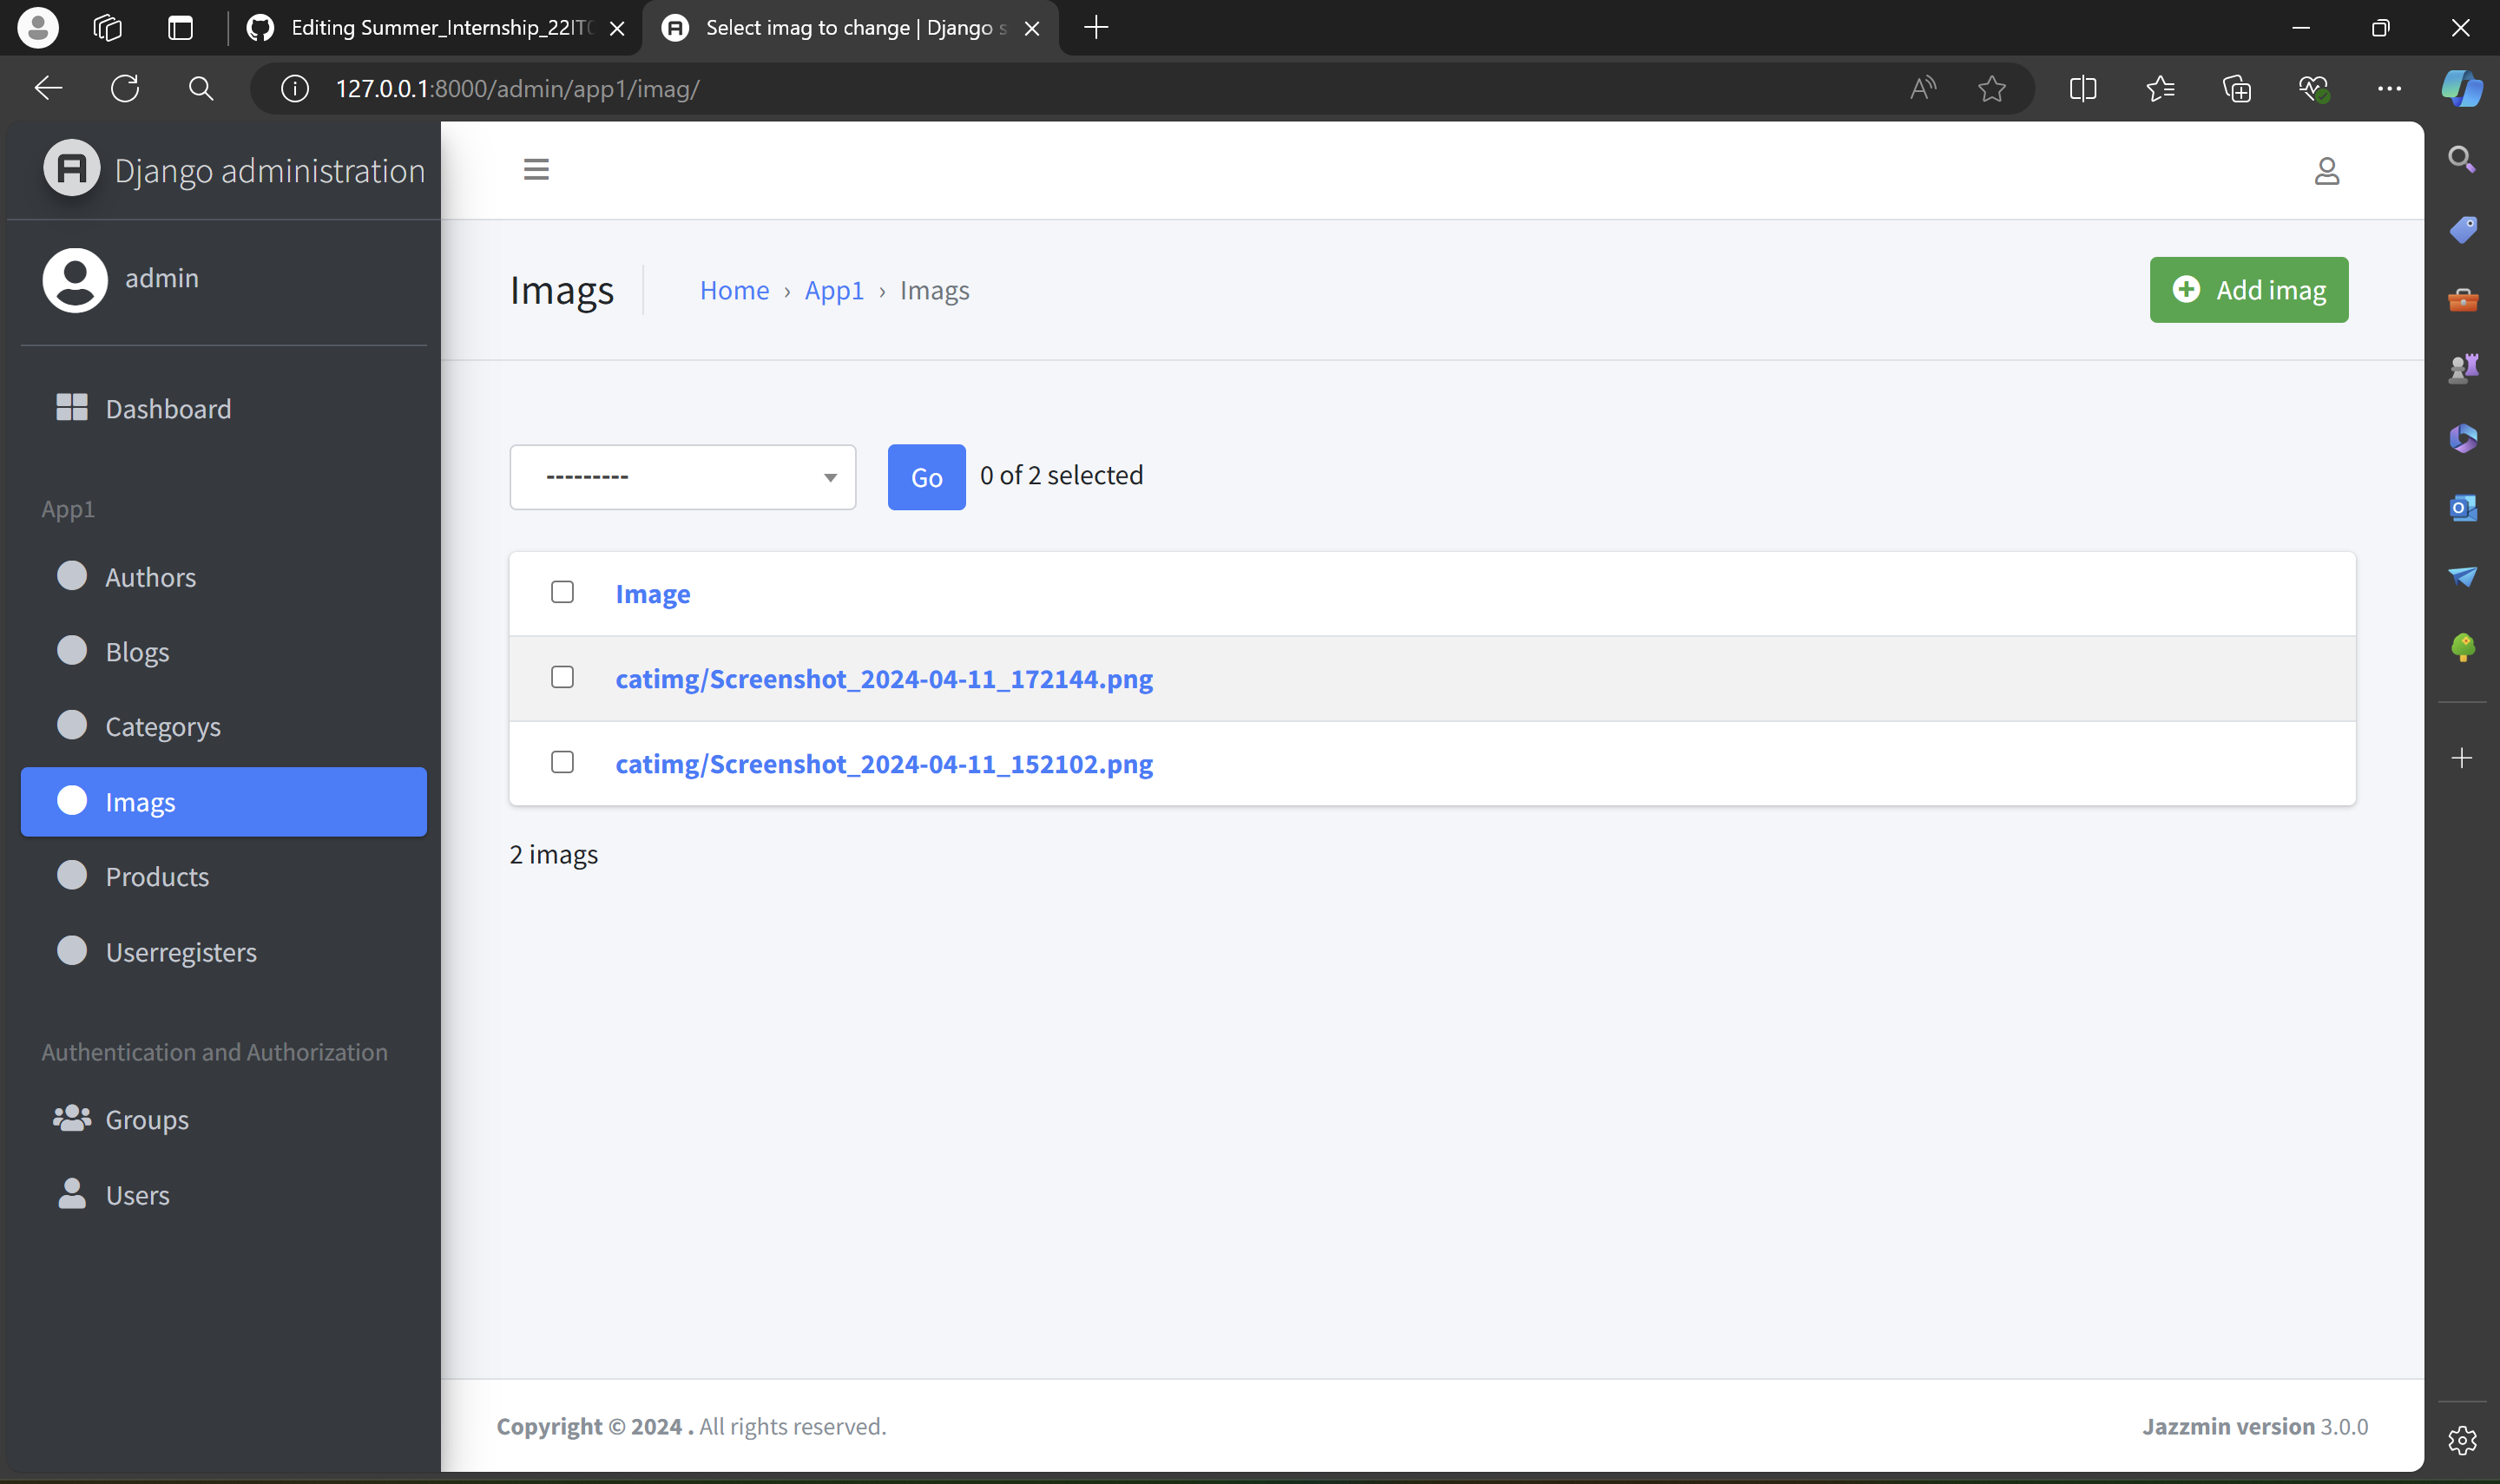 Editing Summer_Internship_22IT
Select imag to change | Django s
127.0.0.1:8000/admin/app1/imag/
Django administration
admin
Dashboard
App1
Authors
Blogs
Categorys
Imags
Products
Userregisters
Authentication and Authorization
Groups
Users
Imags
Home › App1 › Imags
Add imag
---------
Go
0 of 2 selected
Image
catimg/Screenshot_2024-04-11_172144.png
catimg/Screenshot_2024-04-11_152102.png
2 imags
Copyright © 2024 . All rights reserved.
Jazzmin version 3.0.0